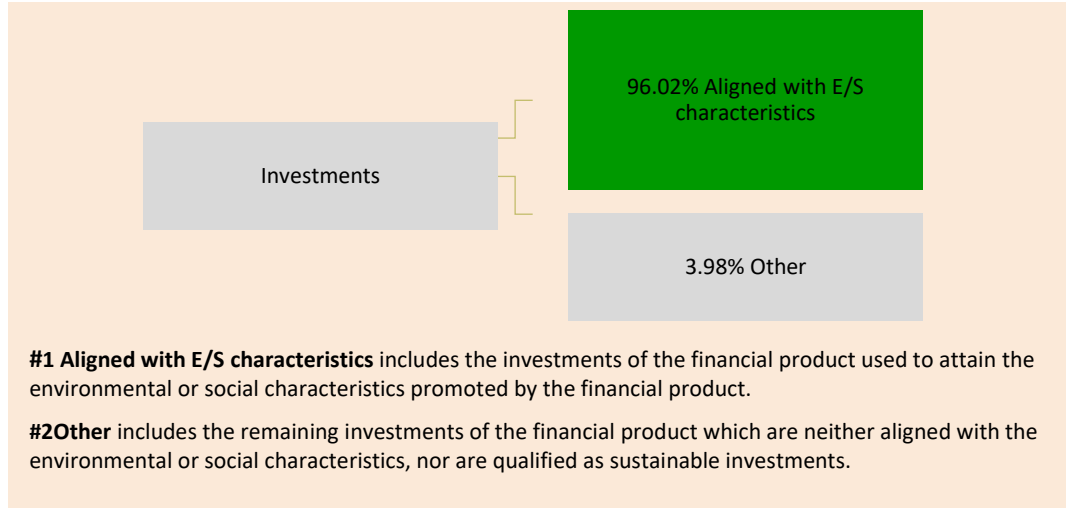 96.02% Aligned with E/S
characteristics
Investments
3.98% Other
#1 Aligned with E/S characteristics includes the investments of the financial product used to attain the
environmental or social characteristics promoted by the financial product.
#2Other includes the remaining investments of the financial product which are neither aligned with the
environmental or social characteristics, nor are qualified as sustainable investments.